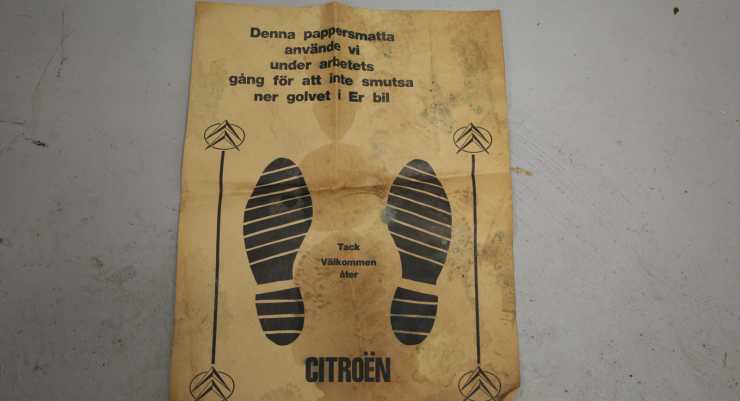 Denna pappersmatta
använde vi
under arbetets
gång för att inte smutsa
ner golvet i Er bil
Tack
Välkommen
åter
CITROËN